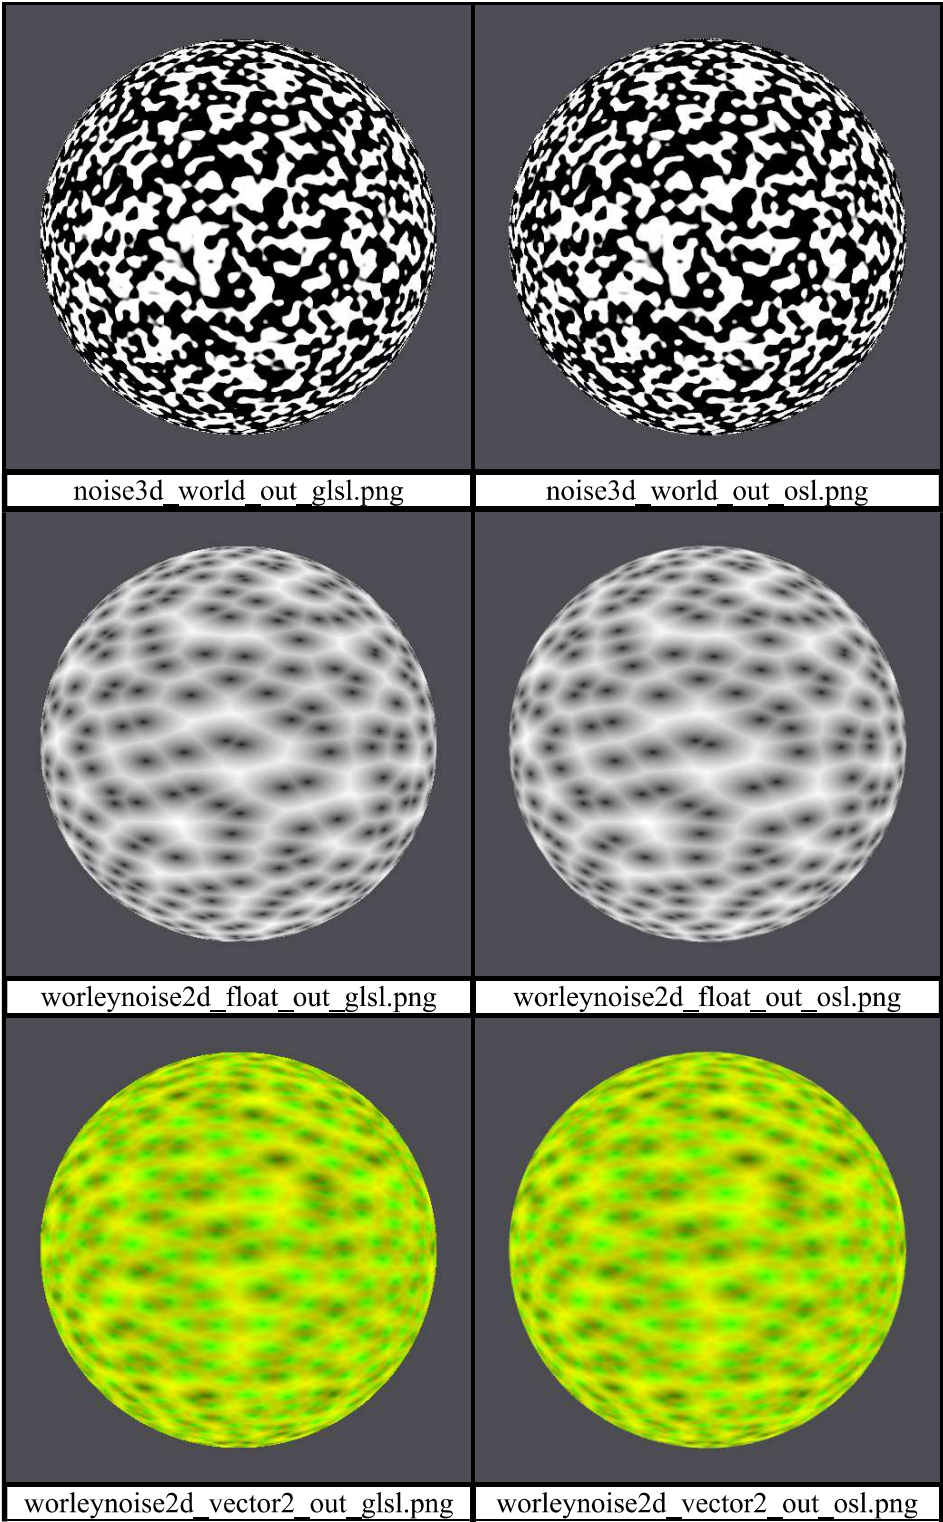 noise3d_world_out_glsl.png
noise3d_world_out_osl.png
worleynoise2d_float_out_glsl.png
worleynoise2d_float_out_osl.png
worleynoise2d_vector2_out_glsl.png
worleynoise2d_vector2_out_osl.png